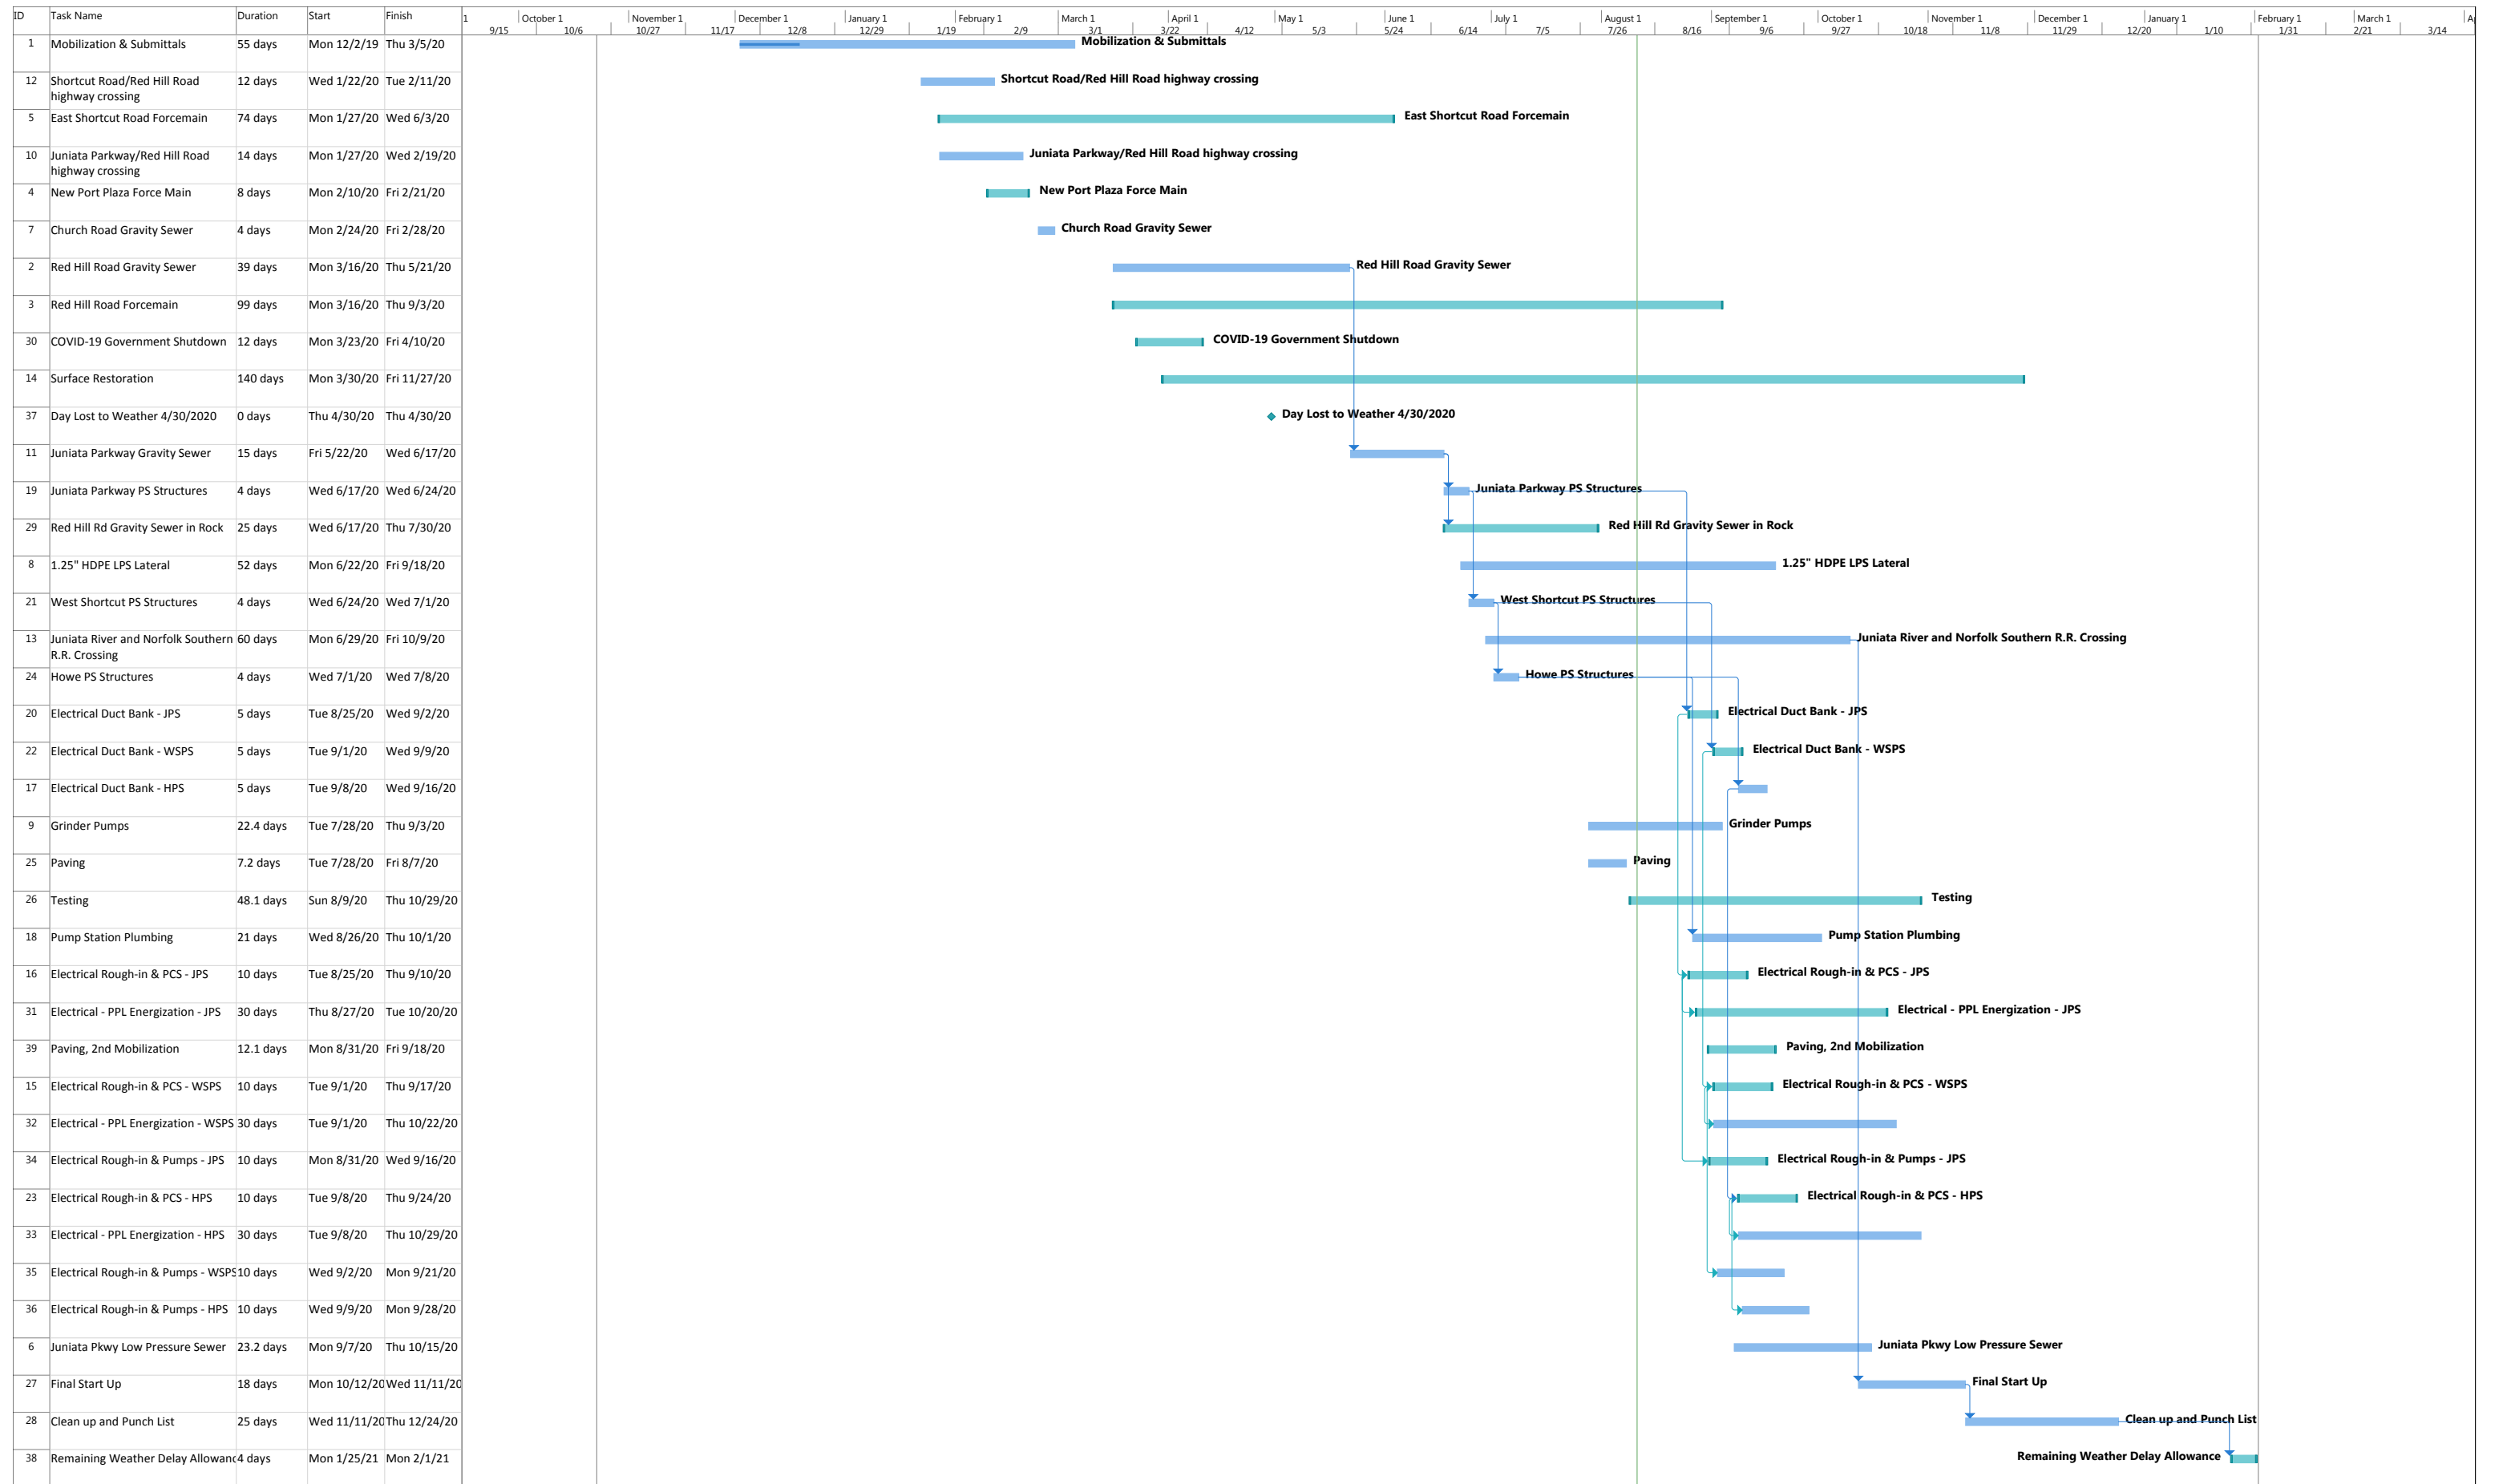 ID Task Name Duration Start Finish 1 October 1 November 1 December 1 January 1 February 1 March 1 April 1 May 1 June 1 July 1 August 1 September 1 October 1 November 1 December 1 January 1 February 1 March 1
9/15 10/6 10/27 11/17 12/8 12/29 1/19 2/9 3/1 3/22 4/12 5/3 5/24 6/14 7/5 7/26 8/16 9/6 9/27 10/18 11/8 11/29 12/20 1/10 1/31 2/21 3/14
1 Mobilization & Submittals 55 days Mon 12/2/19 Thu 3/5/20 Mobilization & Submittals
12 Shortcut Road/Red Hill Road 12 days Wed 1/22/20 Tue 2/11/20 Shortcut Road/Red Hill Road highway crossing
highway crossing
5 East Shortcut Road Forcemain 74 days Mon 1/27/20 Wed 6/3/20 East Shortcut Road Forcemain
10 Juniata Parkway/Red Hill Road 14 days Mon 1/27/20 Wed 2/19/20 Juniata Parkway/Red Hill Road highway crossing
highway crossing
4 New Port Plaza Force Main 8 days Mon 2/10/20 Fri 2/21/20 New Port Plaza Force Main
7 Church Road Gravity Sewer 4 days Mon 2/24/20 Fri 2/28/20 Church Road Gravity Sewer
2 Red Hill Road Gravity Sewer 39 days Mon 3/16/20 Thu 5/21/20 Red Hill Road Gravity Sewer
3 Red Hill Road Forcemain 99 days Mon 3/16/20 Thu 9/3/20
30 COVID-19 Government Shutdown 12 days Mon 3/23/20 Fri 4/10/20 COVID-19 Government Shutdown
14 Surface Restoration 140 days Mon 3/30/20 Fri 11/27/20
37 Day Lost to Weather 4/30/2020 0 days Thu 4/30/20 Thu 4/30/20 Day Lost to Weather 4/30/2020
11 Juniata Parkway Gravity Sewer 15 days Fri 5/22/20 Wed 6/17/20
19 Juniata Parkway PS Structures 4 days Wed 6/17/20 Wed 6/24/20 Juniata Parkway PS Structures
29 Red Hill Rd Gravity Sewer in Rock 25 days Wed 6/17/20 Thu 7/30/20 Red Hill Rd Gravity Sewer in Rock
8 1.25" HDPE LPS Lateral 52 days Mon 6/22/20 Fri 9/18/20 1.25" HDPE LPS Lateral
21 West Shortcut PS Structures 4 days Wed 6/24/20 Wed 7/1/20 West Shortcut PS Structures
13 Juniata River and Norfolk Southern 60 days Mon 6/29/20 Fri 10/9/20 Juniata River and Norfolk Southern R.R. Crossing
R.R. Crossing
24 Howe PS Structures 4 days Wed 7/1/20 Wed 7/8/20 Howe PS Structures
20 Electrical Duct Bank - JPS 5 days Tue 8/25/20 Wed 9/2/20 Electrical Duct Bank - JPS
22 Electrical Duct Bank - WSPS 5 days Tue 9/1/20 Wed 9/9/20 Electrical Duct Bank - WSPS
17 Electrical Duct Bank - HPS 5 days Tue 9/8/20 Wed 9/16/20
9 Grinder Pumps 22.4 days Tue 7/28/20 Thu 9/3/20 Grinder Pumps
25 Paving 7.2 days Tue 7/28/20 Fri 8/7/20 Paving
26 Testing 48.1 days Sun 8/9/20 Thu 10/29/20 Testing
18 Pump Station Plumbing 21 days Wed 8/26/20 Thu 10/1/20 Pump Station Plumbing
16 Electrical Rough-in & PCS - JPS 10 days Tue 8/25/20 Thu 9/10/20 Electrical Rough-in & PCS - JPS
31 Electrical - PPL Energization - JPS 30 days Thu 8/27/20 Tue 10/20/20 Electrical - PPL Energization - JPS
39 Paving, 2nd Mobilization 12.1 days Mon 8/31/20 Fri 9/18/20 Paving, 2nd Mobilization
15 Electrical Rough-in & PCS - WSPS 10 days Tue 9/1/20 Thu 9/17/20 Electrical Rough-in & PCS - WSPS
32 Electrical - PPL Energization - WSPS 30 days Tue 9/1/20 Thu 10/22/20
34 Electrical Rough-in & Pumps - JPS 10 days Mon 8/31/20 Wed 9/16/20 Electrical Rough-in & Pumps - JPS
23 Electrical Rough-in & PCS - HPS 10 days Tue 9/8/20 Thu 9/24/20 Electrical Rough-in & PCS - HPS
33 Electrical - PPL Energization - HPS 30 days Tue 9/8/20 Thu 10/29/20
35 Electrical Rough-in & Pumps - WSPS 10 days Wed 9/2/20 Mon 9/21/20
36 Electrical Rough-in & Pumps - HPS 10 days Wed 9/9/20 Mon 9/28/20
6 Juniata Pkwy Low Pressure Sewer 23.2 days Mon 9/7/20 Thu 10/15/20 Juniata Pkwy Low Pressure Sewer
27 Final Start Up 18 days Mon 10/12/20 Wed 11/11/20 Final Start Up
28 Clean up and Punch List 25 days Wed 11/11/20 Thu 12/24/20 Clean up and Punch List
38 Remaining Weather Delay Allowanc 4 days Mon 1/25/21 Mon 2/1/21 Remaining Weather Delay Allowance